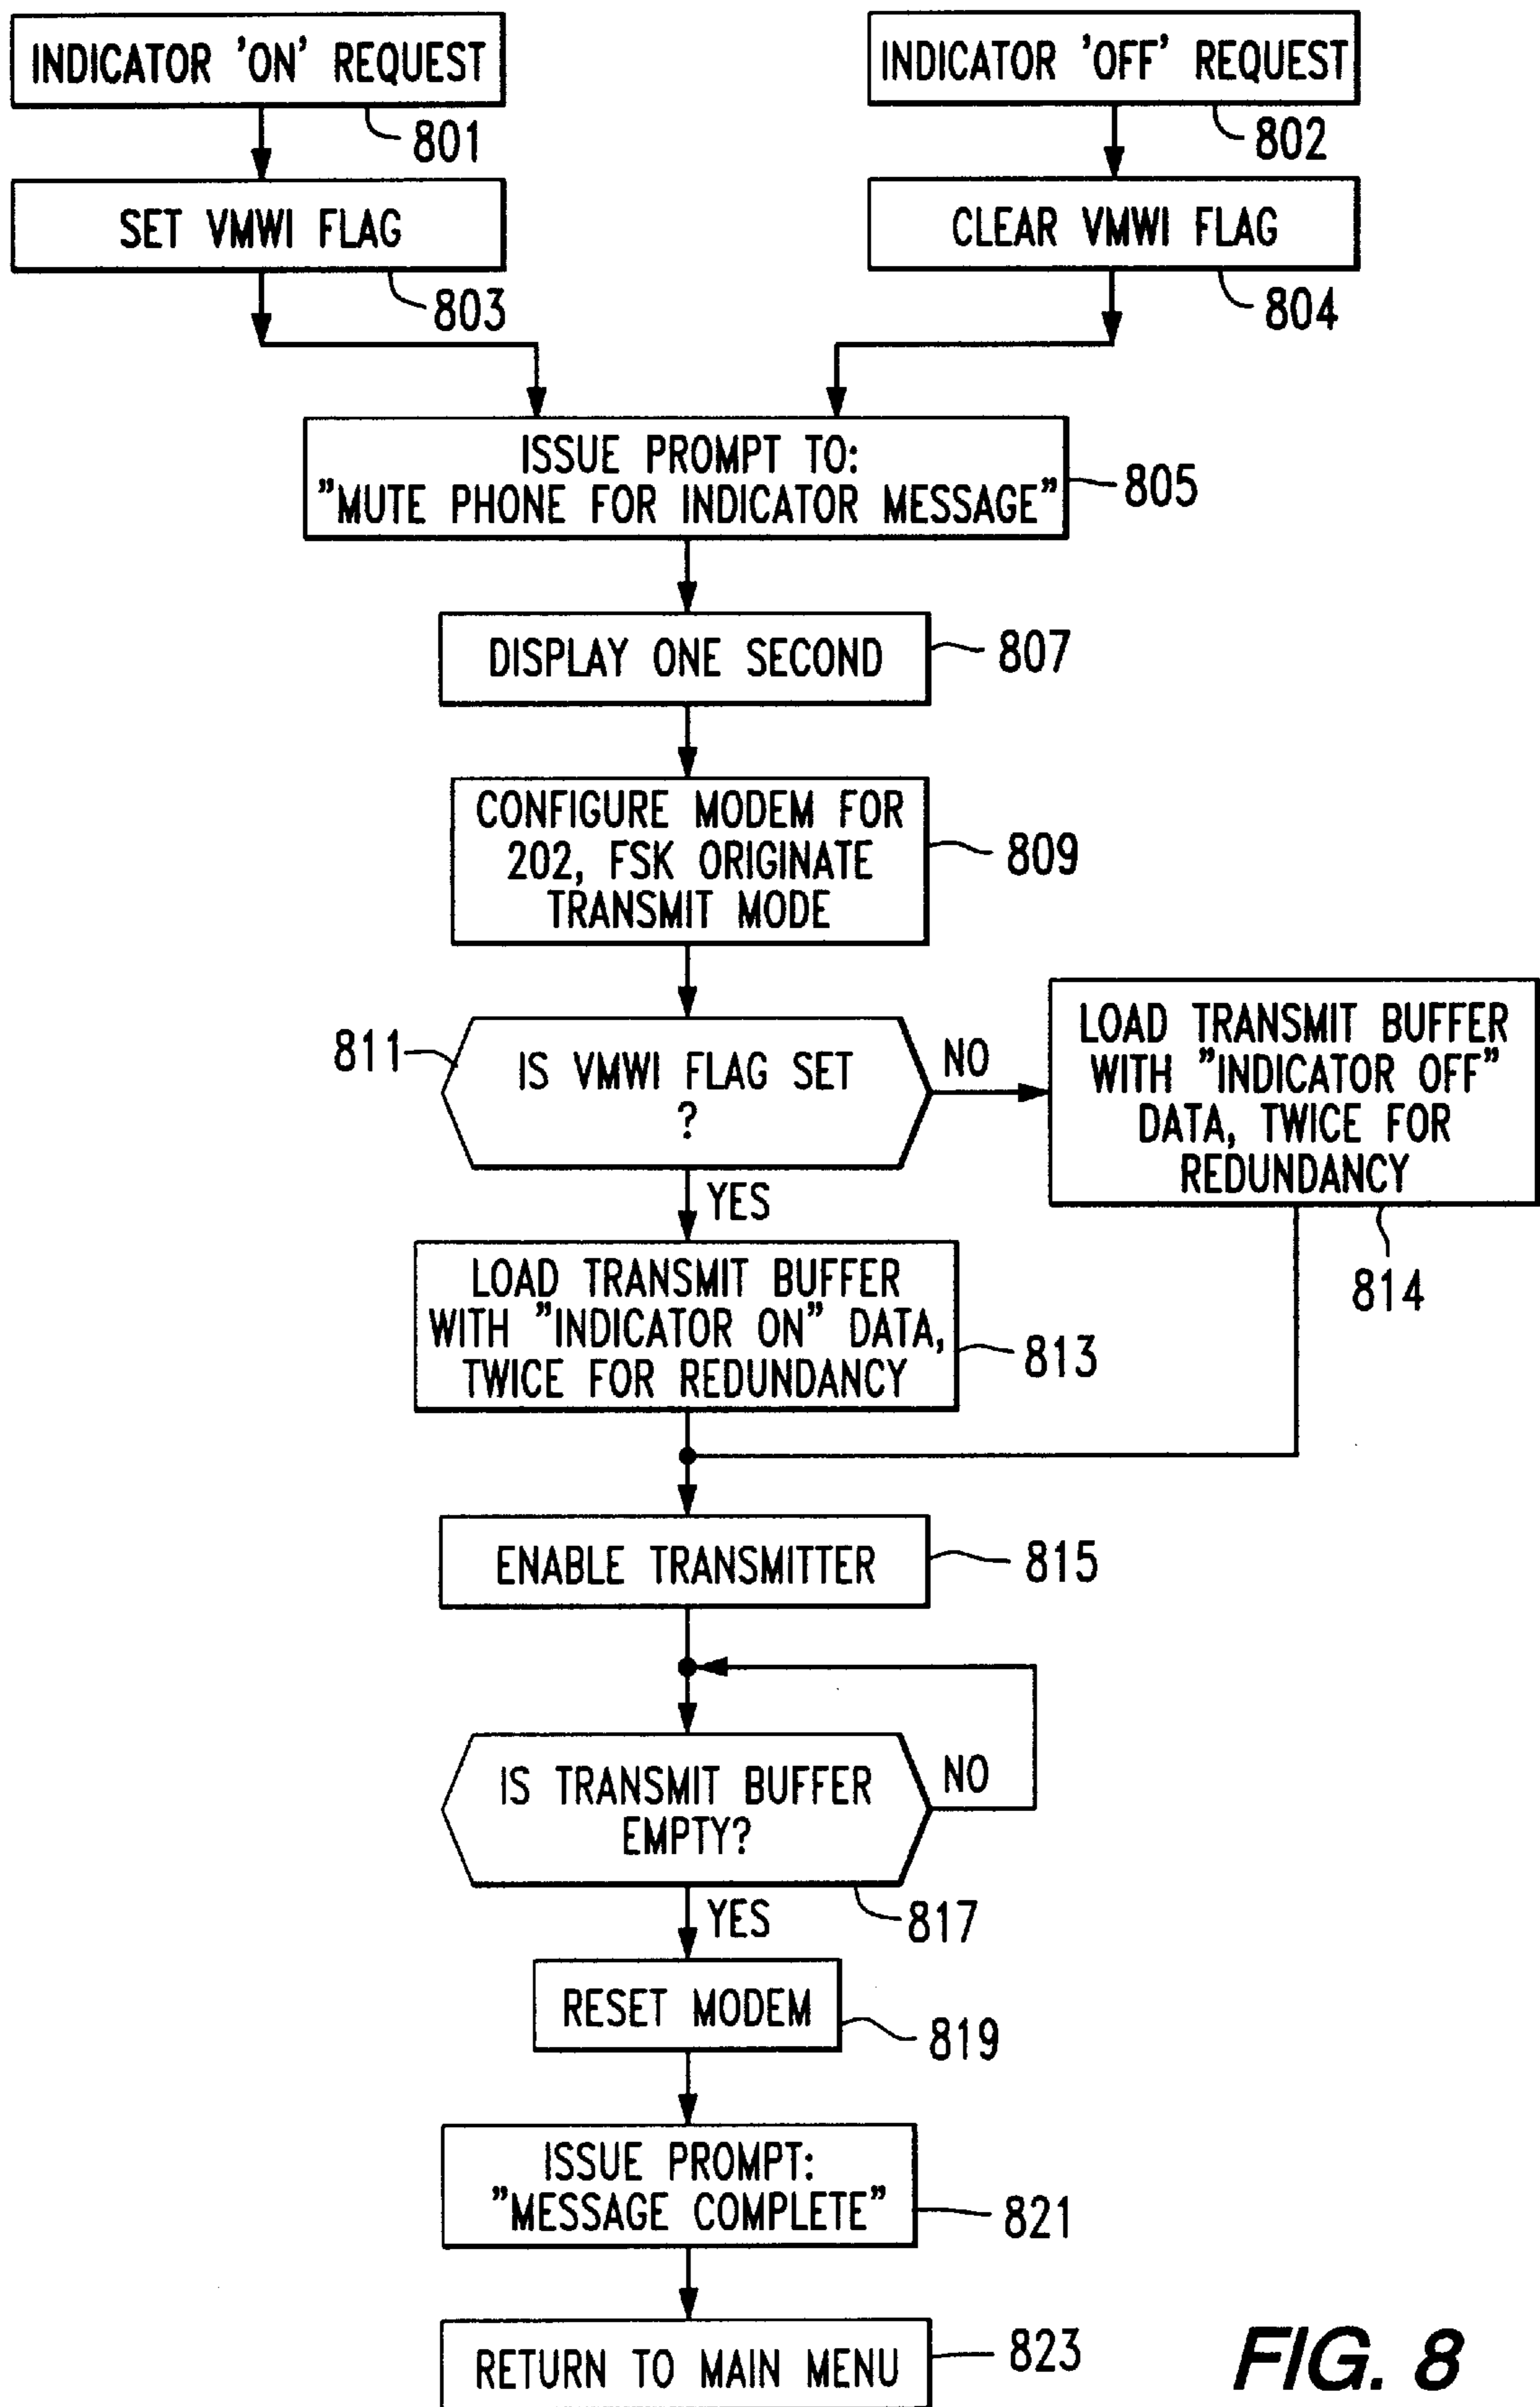 INDICATOR 'ON' REQUEST
801
INDICATOR 'OFF' REQUEST
802
SET VMWI FLAG
803
CLEAR VMWI FLAG
804
ISSUE PROMPT TO:
"MUTE PHONE FOR INDICATOR MESSAGE"
805
DISPLAY ONE SECOND
807
CONFIGURE MODEM FOR
202, FSK ORIGINATE
TRANSMIT MODE
809
811
IS VMWI FLAG SET
?
NO
YES
LOAD TRANSMIT BUFFER
WITH "INDICATOR OFF"
DATA, TWICE FOR
REDUNDANCY
814
LOAD TRANSMIT BUFFER
WITH "INDICATOR ON" DATA,
TWICE FOR REDUNDANCY
813
ENABLE TRANSMITTER
815
IS TRANSMIT BUFFER
EMPTY?
NO
YES
817
RESET MODEM
819
ISSUE PROMPT:
"MESSAGE COMPLETE"
821
RETURN TO MAIN MENU
823
FIG. 8